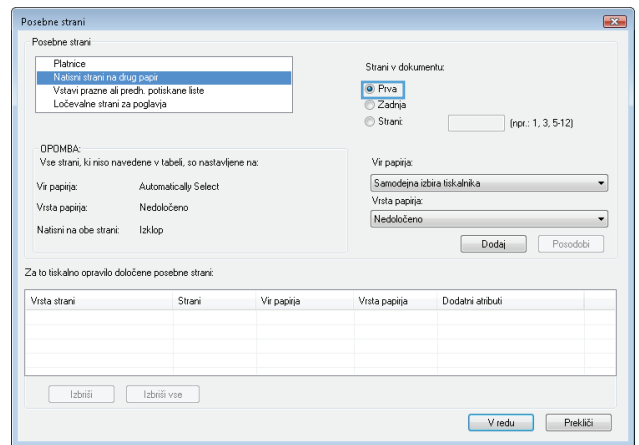 Posebne strani
Posebne strani
Platnice
Natisni strani na drug papir
Vstavi prazne ali predh. potiskane liste
Ločevalne strani za poglavja
Strani v dokumentu:
Prva
Zadnja
Strani:
(npr.: 1, 3, 5-12)
OPOMBA:
Vse strani, ki niso navedene v tabeli, so nastavljene na:
Vir papirja: Automatically Select
Vrsta papirja: Nedoločeno
Natisni na obe strani: Izklop
Vir papirja:
Samodejna izbira tiskalnika
Vrsta papirja:
Nedoločeno
Dodaj Posodobi
Za to tiskalno opravilo določene posebne strani:
Vrsta strani Strani Vir papirja Vrsta papirja Dodatni atributi
Izbriši Izbriši vse
V redu Prekliči